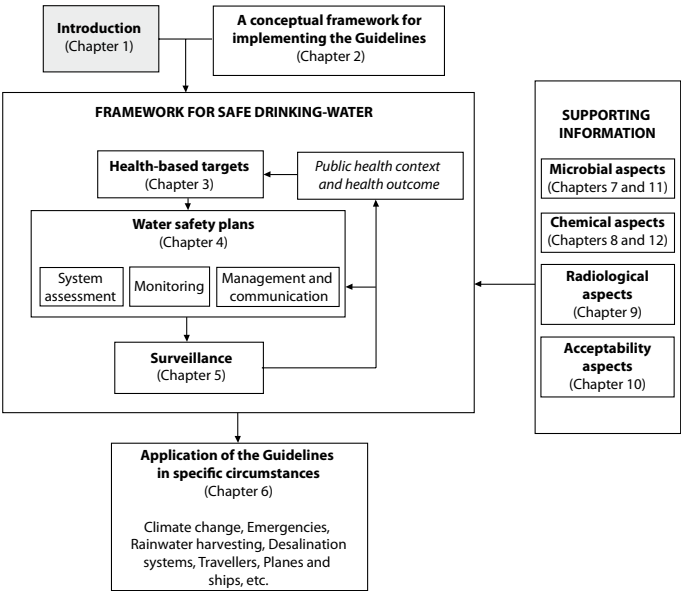 Introduction
(Chapter 1)
A conceptual framework for
implementing the Guidelines
(Chapter 2)
FRAMEWORK FOR SAFE DRINKING-WATER
Health-based targets
(Chapter 3)
Public health context
and health outcome
Water safety plans
(Chapter 4)
System
assessment
Monitoring
Management and
communication
Surveillance
(Chapter 5)
SUPPORTING
INFORMATION
Microbial aspects
(Chapters 7 and 11)
Chemical aspects
(Chapters 8 and 12)
Radiological
aspects
(Chapter 9)
Acceptability
aspects
(Chapter 10)
Application of the Guidelines
in specific circumstances
(Chapter 6)
Climate change, Emergencies,
Rainwater harvesting, Desalination
systems, Travellers, Planes and
ships, etc.